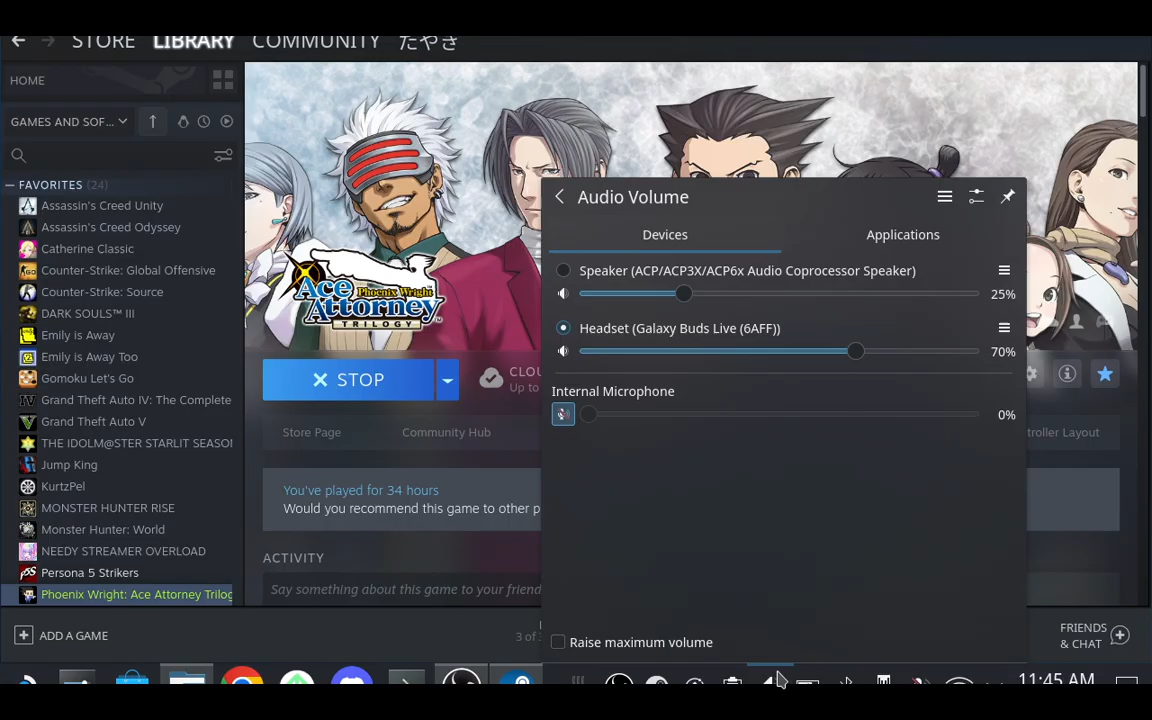 STORE LIBRARY COMMUNITY たやき
HOME
GAMES AND SOF...
FAVORITES (24)
Assassin's Creed Unity
Assassin's Creed Odyssey
Catherine Classic
Counter-Strike: Global Offensive
Counter-Strike: Source
DARK SOULS™ III
Emily is Away
Emily is Away Too
Gomoku Let's Go
Grand Theft Auto IV: The Complete
Grand Theft Auto V
THE IDOLM@STER STARLIT SEASON
Jump King
KurtzPel
MONSTER HUNTER RISE
Monster Hunter: World
NEEDY STREAMER OVERLOAD
Persona 5 Strikers
Phoenix Wright: Ace Attorney Trilog
ADD A GAME
Phoenix Wright
Ace Attorney
TRILOGY
STOP
CLOU
Up to
Store Page Community Hub
You've played for 34 hours
Would you recommend this game to other p
ACTIVITY
Say something about this game to your friend
3 of 3
Audio Volume
Devices Applications
Speaker (ACP/ACP3X/ACP6x Audio Coprocessor Speaker)
25%
Headset (Galaxy Buds Live (6AFF))
70%
Internal Microphone
0%
Raise maximum volume
troller Layout
FRIENDS
& CHAT
11:45 AM